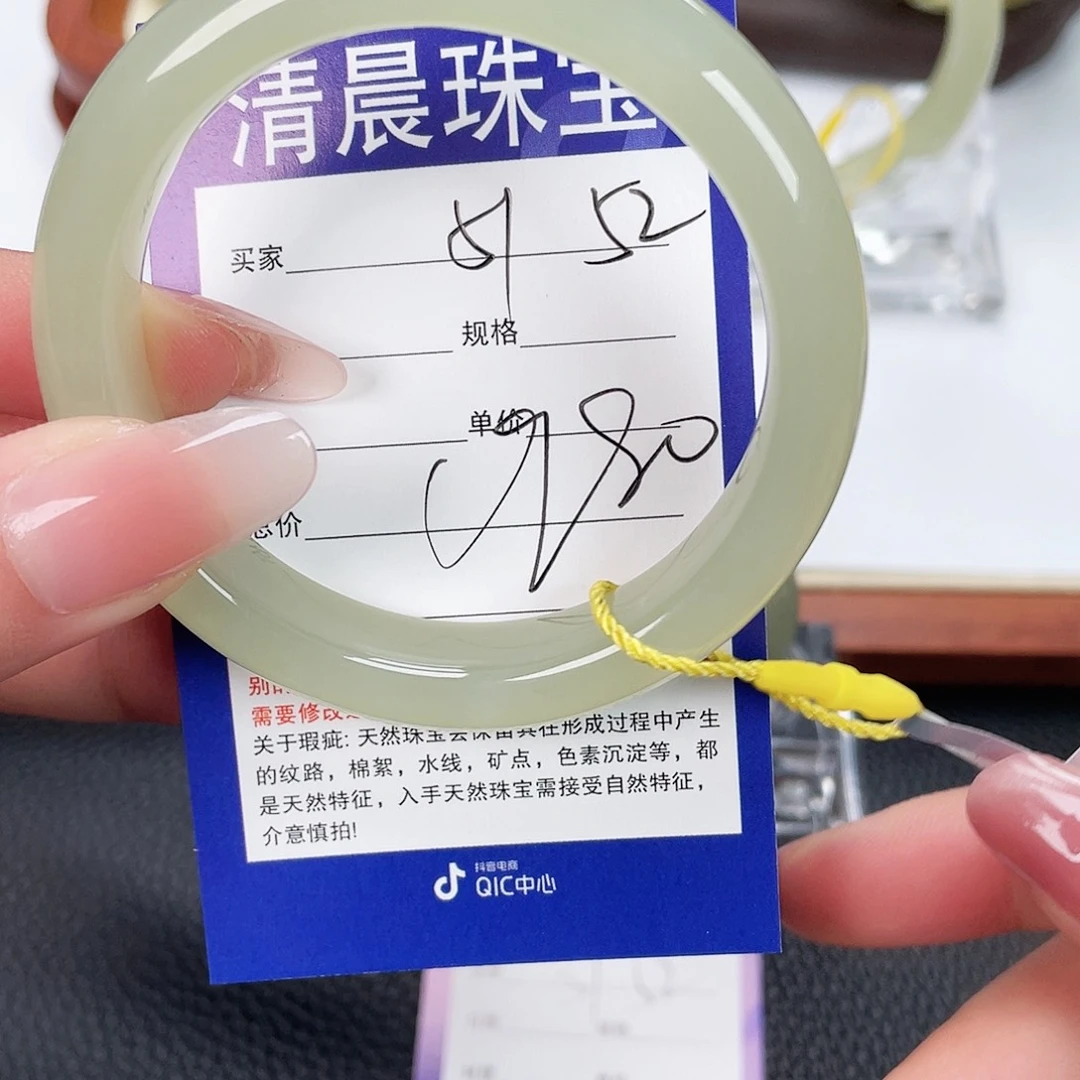 清晨珠宝
买家 52
规格
单价
总价
980
别的
需要修改
关于瑕疵: 天然珠宝会保留其在形成过程中产生
的纹路，棉絮，水线，矿点，色素沉淀等，都
是天然特征，入手天然珠宝需接受自然特征，
介意慎拍!
抖音电商
QIC中心